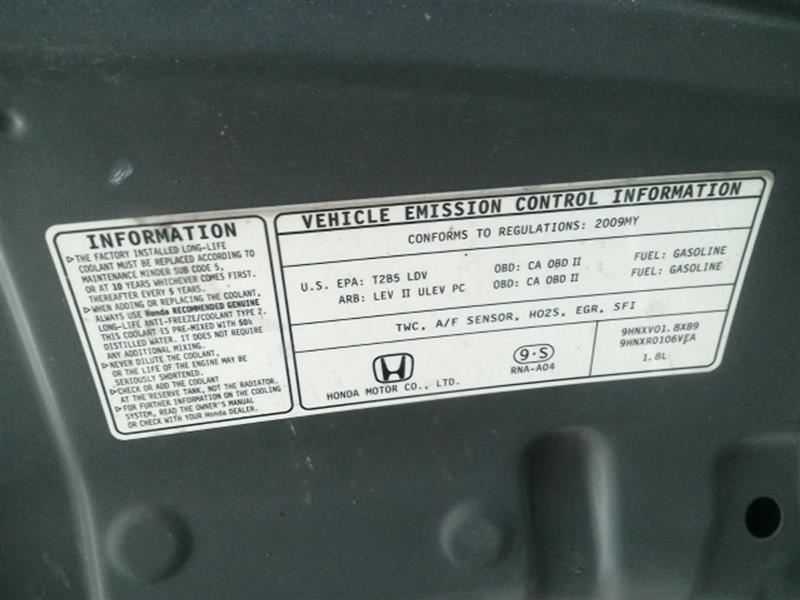 INFORMATION
▷THE FACTORY INSTALLED LONG-LIFE
COOLANT MUST BE REPLACED ACCORDING TO
MAINTENANCE MINDER SUB CODE 5,
OR AT 10 YEARS WHICHEVER COMES FIRST.
THEREAFTER EVERY 5 YEARS.
▷WHEN ADDING OR REPLACING THE COOLANT,
ALWAYS USE Honda RECOMMENDED GENUINE
LONG-LIFE ANTI-FREEZE/COOLANT TYPE 2.
THIS COOLANT IS PRE-MIXED WITH 50%
DISTILLED WATER. IT DOES NOT REQUIRE
ANY ADDITIONAL MIXING.
▷NEVER DILUTE THE COOLANT,
OR THE LIFE OF THE ENGINE MAY BE
SERIOUSLY SHORTENED.
▷CHECK OR ADD THE COOLANT
AT THE RESERVE TANK, NOT THE RADIATOR.
▷FOR FURTHER INFORMATION ON THE COOLING
SYSTEM, READ THE OWNER'S MANUAL
OR CHECK WITH YOUR Honda DEALER.
VEHICLE EMISSION CONTROL INFORMATION
CONFORMS TO REGULATIONS: 2009MY
U.S. EPA: T2B5 LDV OBD: CA OBD II FUEL: GASOLINE
ARB: LEV II ULEV PC OBD: CA OBD II FUEL: GASOLINE
TWC, A/F SENSOR, HO2S, EGR, SFI
HONDA MOTOR CO., LTD.
9·S
RNA-A04
9HNXV01.8XB9
9HNXR0106VEA
1.8L